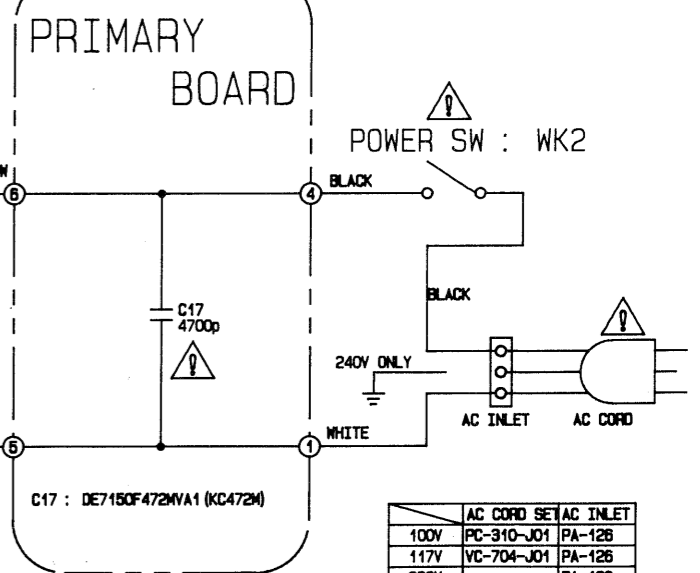 PRIMARY
BOARD
POWER SW : WK2
W
6
4
BLACK
C17
4700p
BLACK
240V ONLY
AC INLET
AC CORD
5
1
WHITE
C17 : DE7150F472MVA1 (KC472M)
AC CORD SET AC INLET
100V PC-310-J01 PA-126
117V VC-704-J01 PA-126